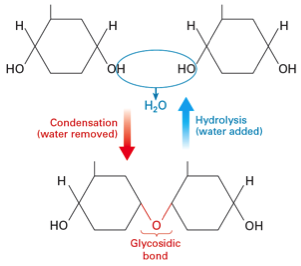 H H H H
HO OH HO OH
H₂O
Condensation
(water removed)
Hydrolysis
(water added)
H H
HO O OH
Glycosidic
bond